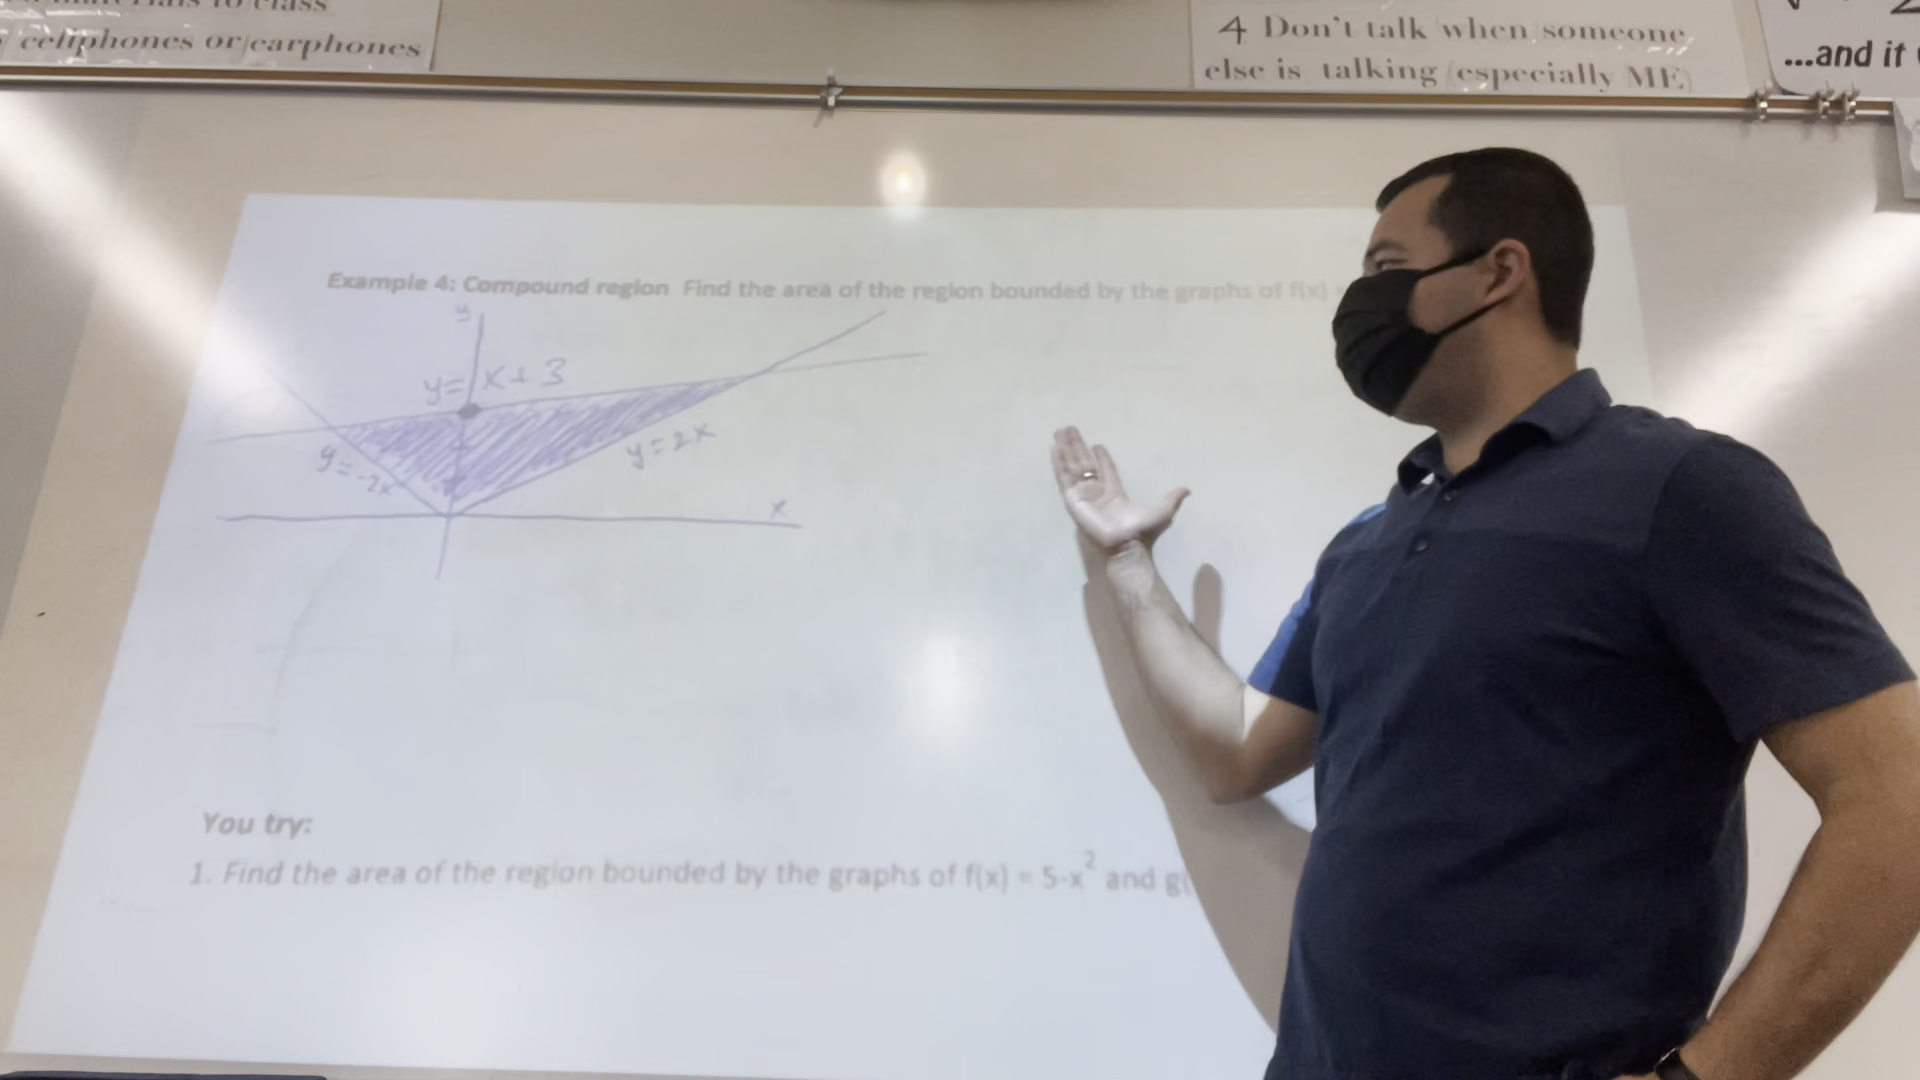 to class
cellphones or earphones
4 Don't talk when someone
else is talking (especially ME)
...and it
Example 4: Compound region Find the area of the region bounded by the graphs of f(x)
y
y= x+3
y=-2x
y=2x
x
You try:
1. Find the area of the region bounded by the graphs of f(x) = 5-x² and g(